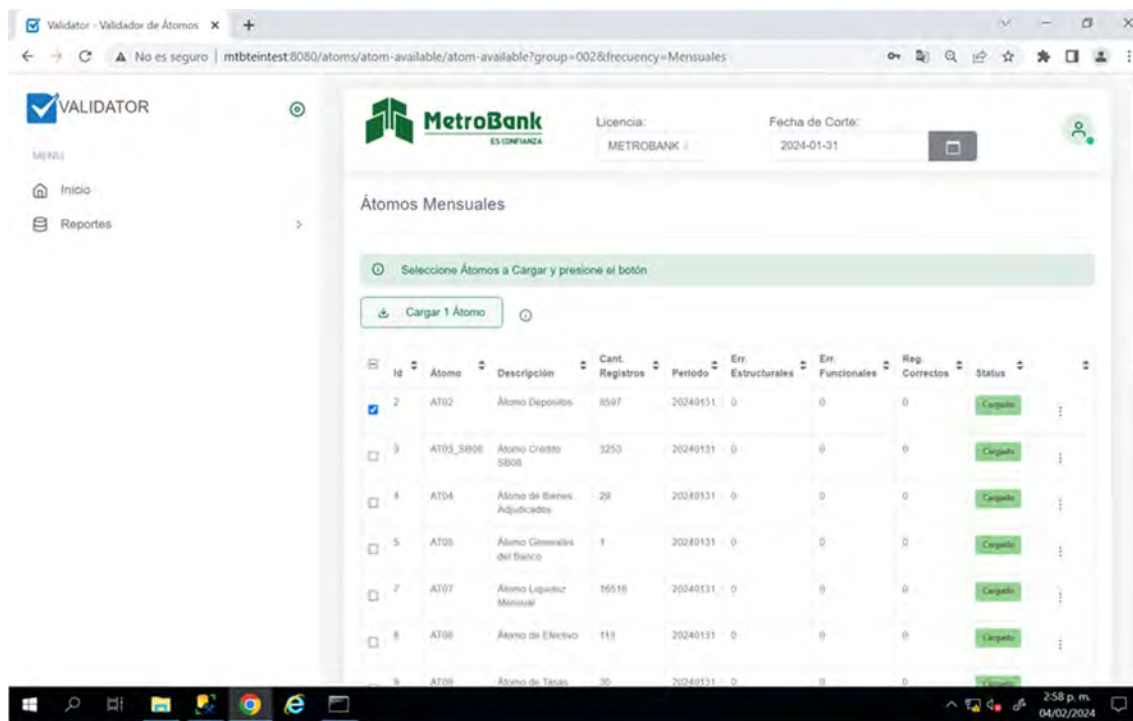 Validator - Validador de Átomos
No es seguro | mtbteintest:8080/atoms/atom-available/atom-available?group=002&frecuency=Mensuales
VALIDATOR
MENU
Inicio
Reportes
MetroBank
ES CONFIANZA
Licencia:
METROBANK
Fecha de Corte:
2024-01-31
Átomos Mensuales
Seleccione Átomos a Cargar y presione el botón
Cargar 1 Átomo
Id Átomo Descripción Cant. Registros Periodo Err. Estructurales Err. Funcionales Reg. Correctos Status
2 AT02 Átomo Depósitos 8597 20240131 0 0 0 Cargado
3 AT03_SB08 Átomo Crédito SB08 3253 20240131 0 0 0 Cargado
4 AT04 Átomo de Bienes Adjudicados 29 20240131 0 0 0 Cargado
5 AT05 Átomo Generales del Banco 1 20240131 0 0 0 Cargado
7 AT07 Átomo Liquidez Mensual 16516 20240131 0 0 0 Cargado
8 AT08 Átomo de Efectivo 113 20240131 0 0 0 Cargado
9 AT09 Átomo de Tasas 30 20240131 0 0 0
2:58 p. m.
04/02/2024